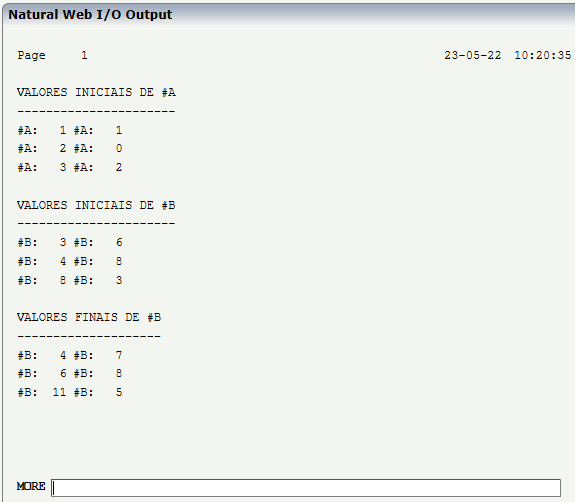 Natural Web I/O Output
Page 1 23-05-22 10:20:35
VALORES INICIAIS DE #A
----------------------
#A: 1 #A: 1
#A: 2 #A: 0
#A: 3 #A: 2
VALORES INICIAIS DE #B
----------------------
#B: 3 #B: 6
#B: 4 #B: 8
#B: 8 #B: 3
VALORES FINAIS DE #B
--------------------
#B: 4 #B: 7
#B: 6 #B: 8
#B: 11 #B: 5
MORE